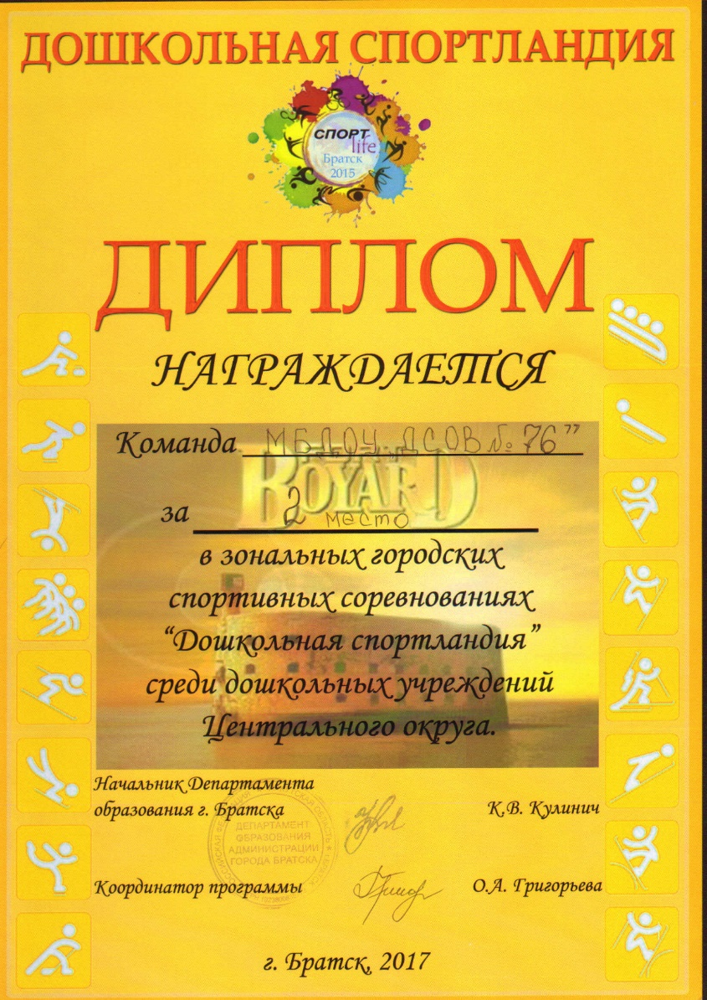 ДОШКОЛЬНАЯ СПОРТЛАНДИЯ
СПОРТ
life
Братск
2015
ДИПЛОМ
НАГРАЖДАЕТСЯ
Команда МБДОУ "ДСОВ № 76"
BOYARD
за 2 место
в зональных городских
спортивных соревнованиях
“Дошкольная спортландия”
среди дошкольных учреждений
Центрального округа.
Начальник Департамента
образования г. Братска К.В. Кулинич
ДЕПАРТАМЕНТ
ОБРАЗОВАНИЯ
АДМИНИСТРАЦИИ
ГОРОДА БРАТСКА
Координатор программы О.А. Григорьева
г. Братск, 2017